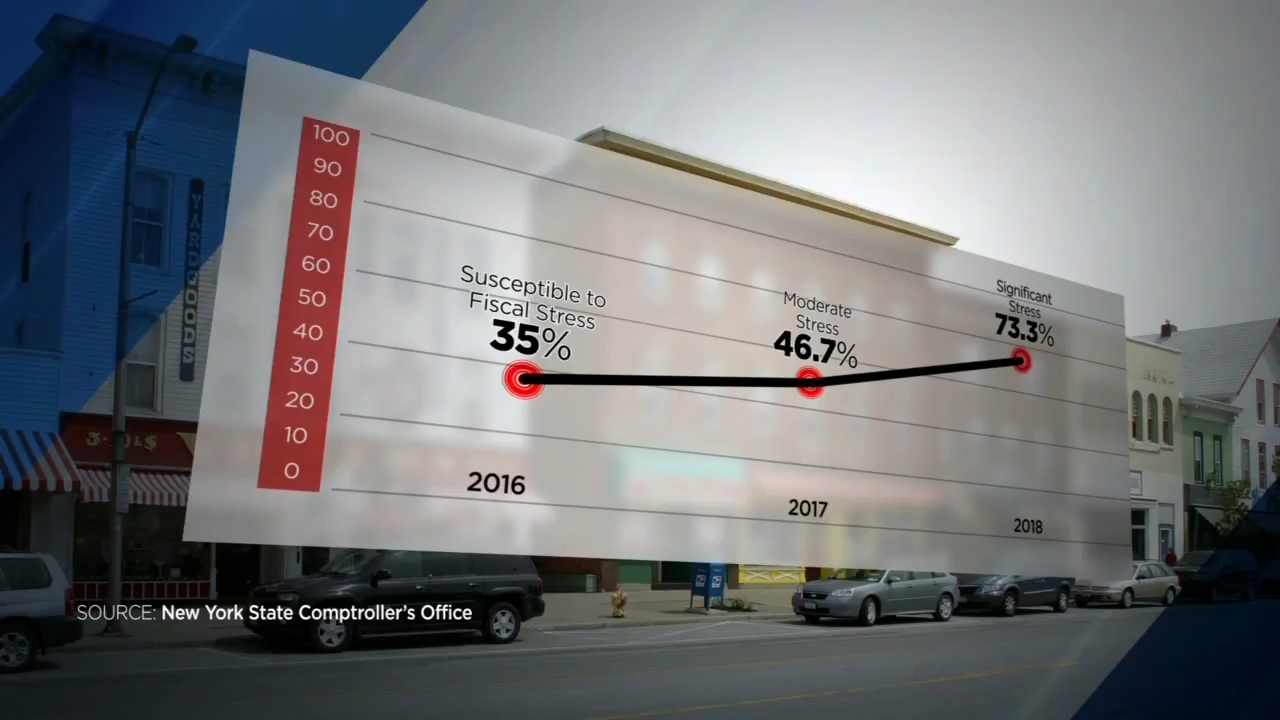 100
90
80
70
60
50
40
30
20
10
0
Susceptible to
Fiscal Stress
35%
Moderate
Stress
46.7%
Significant
Stress
73.3%
2016
2017
2018
YARDGOODS
SOURCE: New York State Comptroller's Office